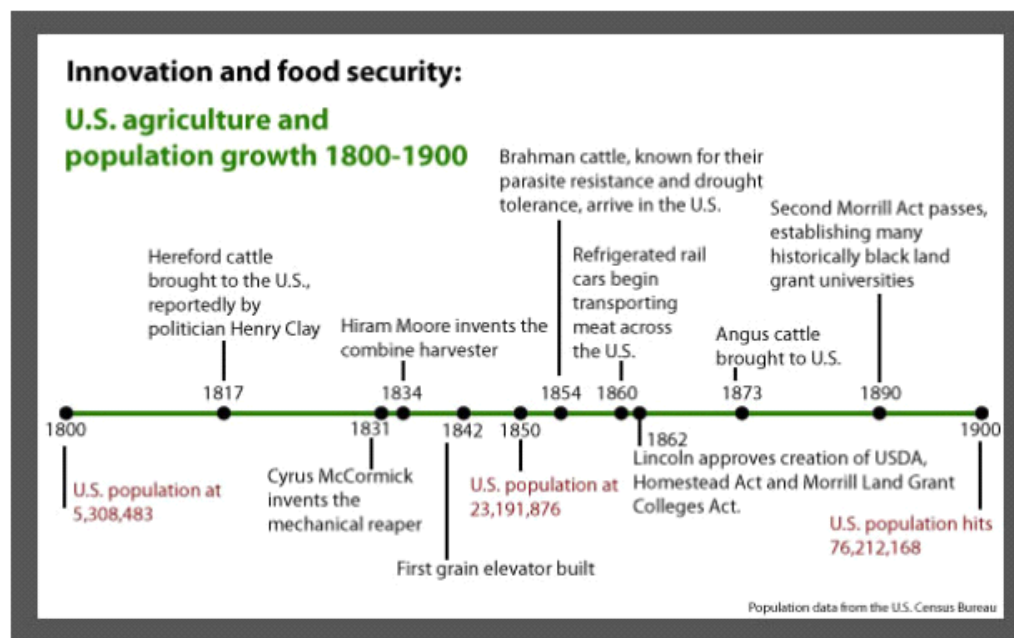 Innovation and food security:
U.S. agriculture and
population growth 1800-1900
Brahman cattle, known for their
parasite resistance and drought
tolerance, arrive in the U.S.
Second Morrill Act passes,
establishing many
historically black land
grant universities
Hereford cattle
brought to the U.S.,
reportedly by
politician Henry Clay
Refrigerated rail
cars begin
transporting
meat across
the U.S.
Hiram Moore invents the
combine harvester
Angus cattle
brought to U.S.
1817
1834
1854
1860
1873
1890
1800
1831
1842
1850
1862
1900
U.S. population at
5,308,483
Cyrus McCormick
invents the
mechanical reaper
First grain elevator built
U.S. population at
23,191,876
Lincoln approves creation of USDA,
Homestead Act and Morrill Land Grant
Colleges Act.
U.S. population hits
76,212,168
Population data from the U.S. Census Bureau